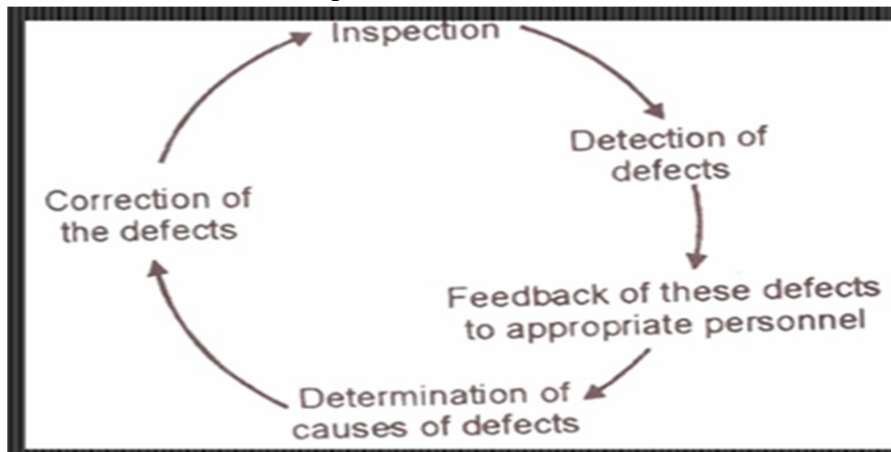 Inspection
Detection of
defects
Feedback of these defects
to appropriate personnel
Determination of
causes of defects
Correction of
the defects